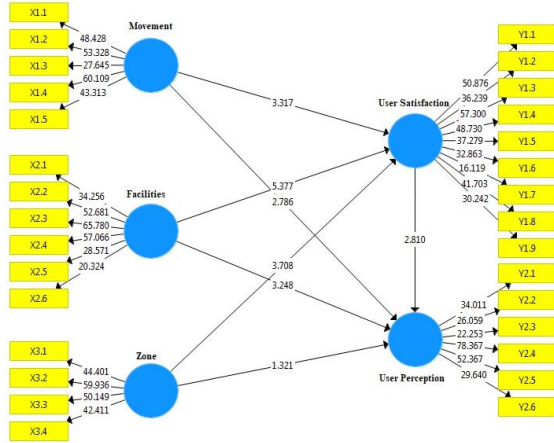 Movement
X1.1
X1.2
X1.3
X1.4
X1.5
48.428
53.328
27.645
60.109
43.313
Facilities
X2.1
X2.2
X2.3
X2.4
X2.5
X2.6
34.256
52.681
65.780
57.066
28.571
20.324
Zone
X3.1
X3.2
X3.3
X3.4
44.401
59.936
50.149
42.411
3.317
5.377
2.786
3.708
3.248
1.321
2.810
User Satisfaction
50.876
36.239
57.300
48.730
37.279
32.863
16.119
41.703
30.242
Y1.1
Y1.2
Y1.3
Y1.4
Y1.5
Y1.6
Y1.7
Y1.8
Y1.9
User Perception
34.011
26.059
22.253
78.367
52.367
29.640
Y2.1
Y2.2
Y2.3
Y2.4
Y2.5
Y2.6